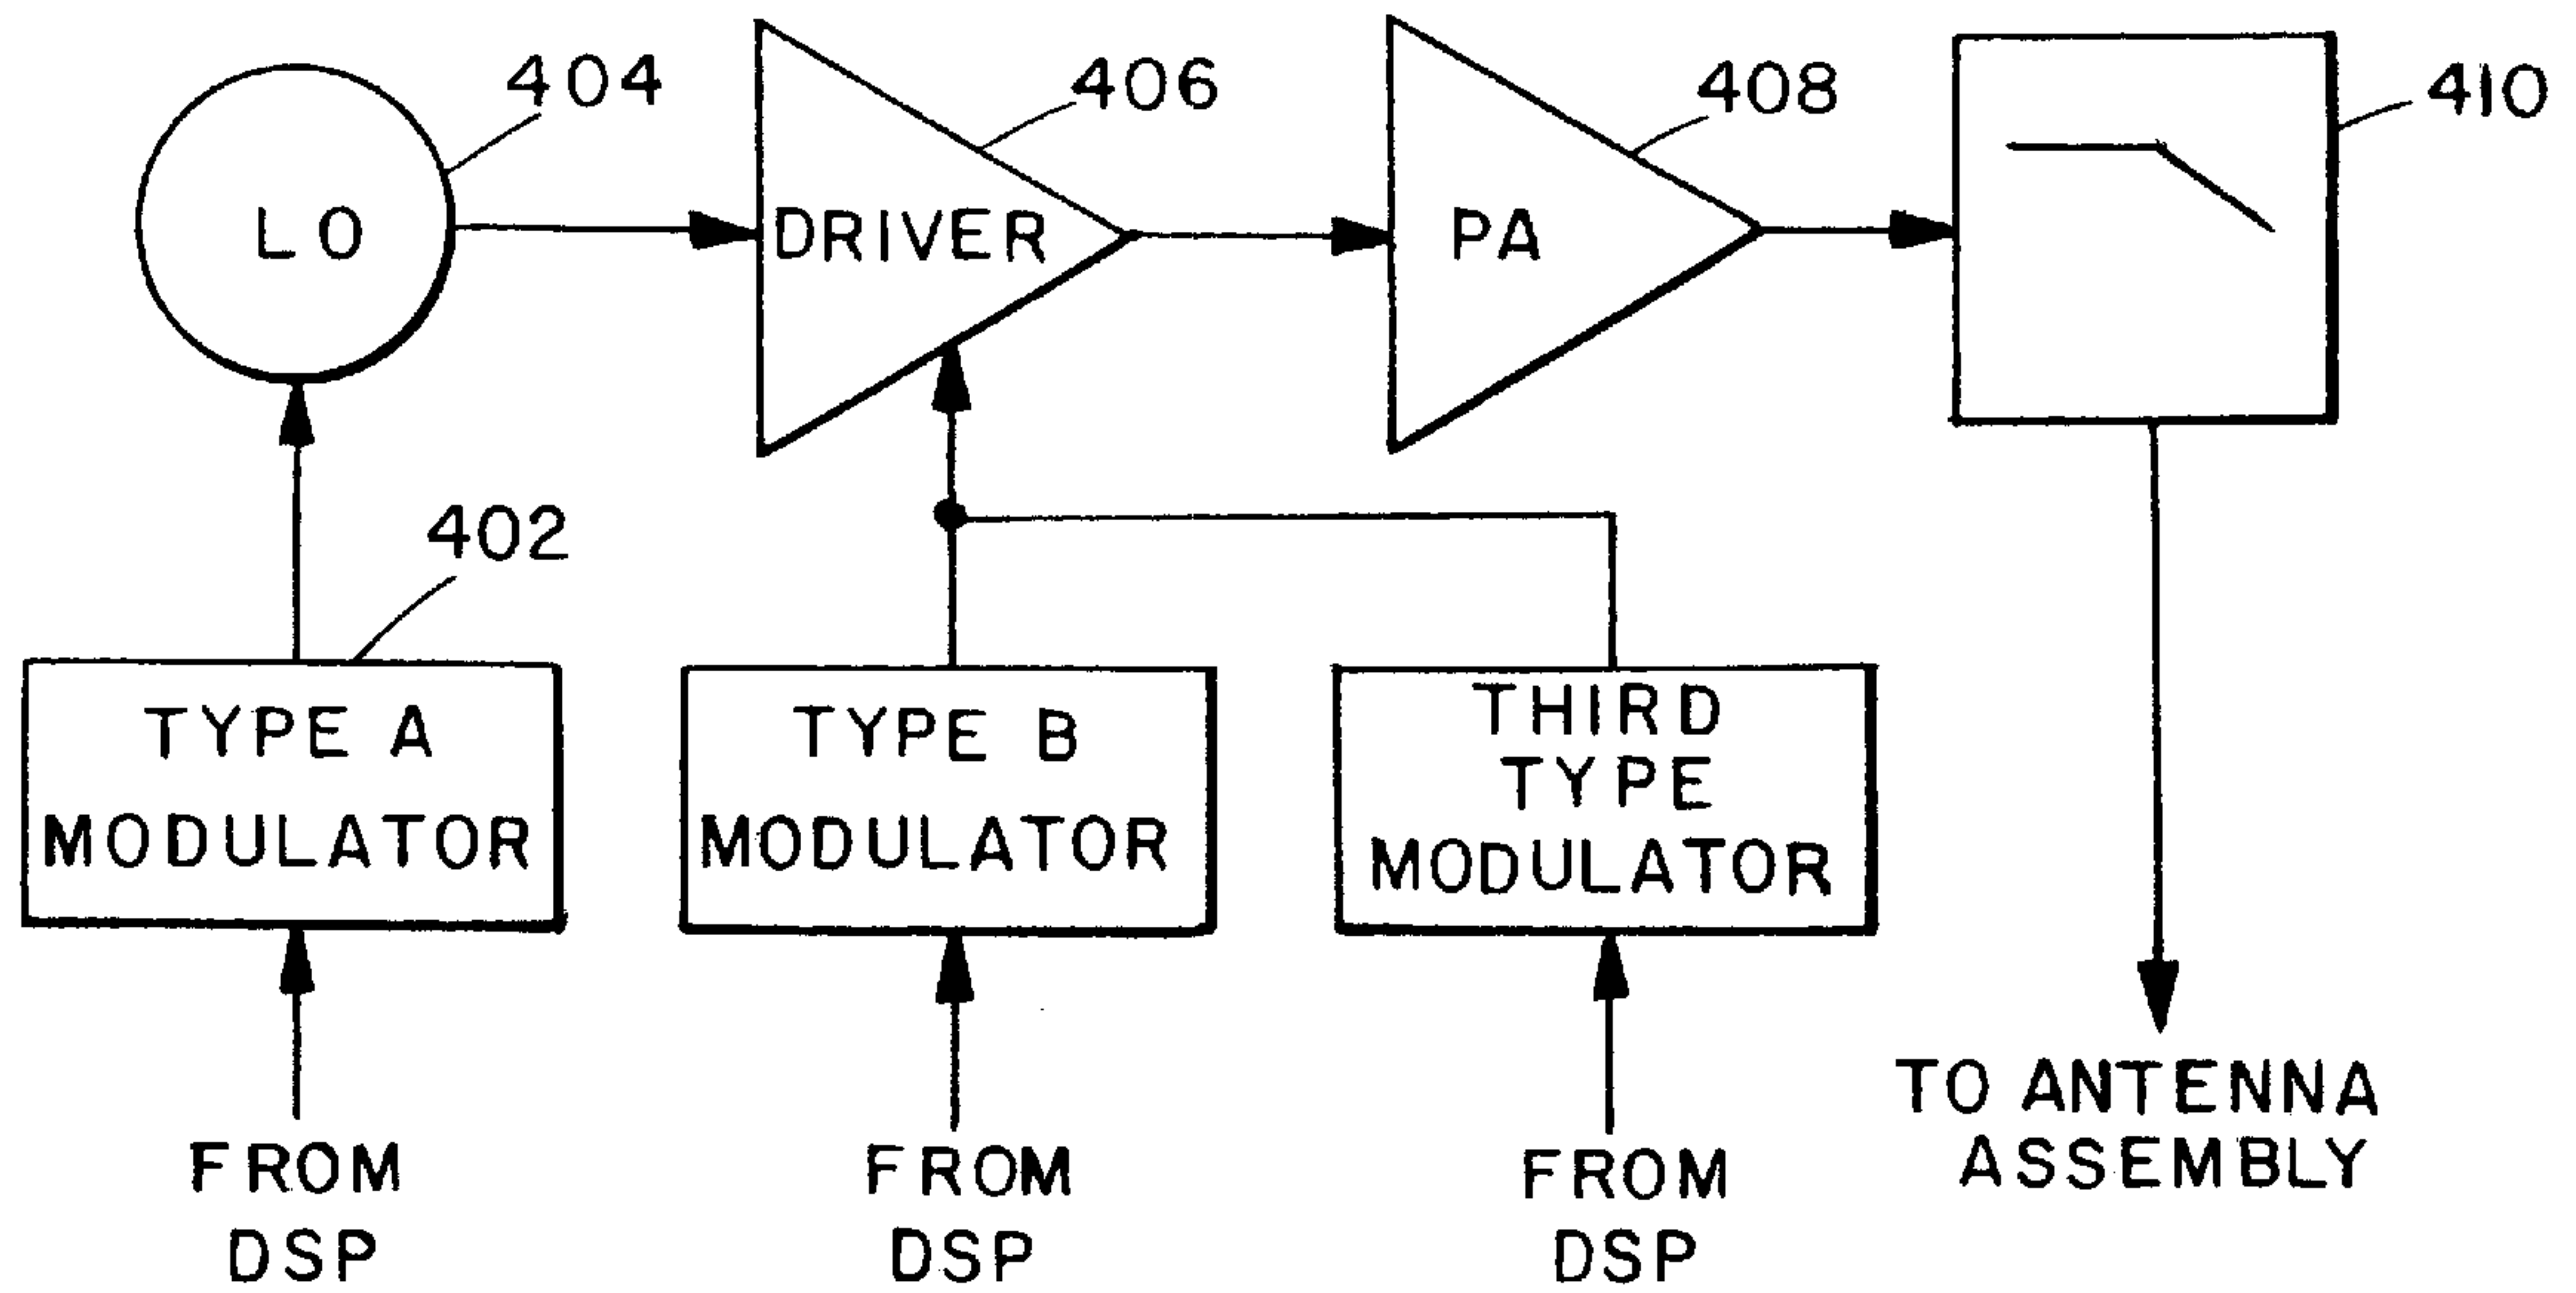 404
406
408
410
LO
DRIVER
PA
402
TYPE A
MODULATOR
TYPE B
MODULATOR
THIRD
TYPE
MODULATOR
FROM
DSP
FROM
DSP
FROM
DSP
TO ANTENNA
ASSEMBLY